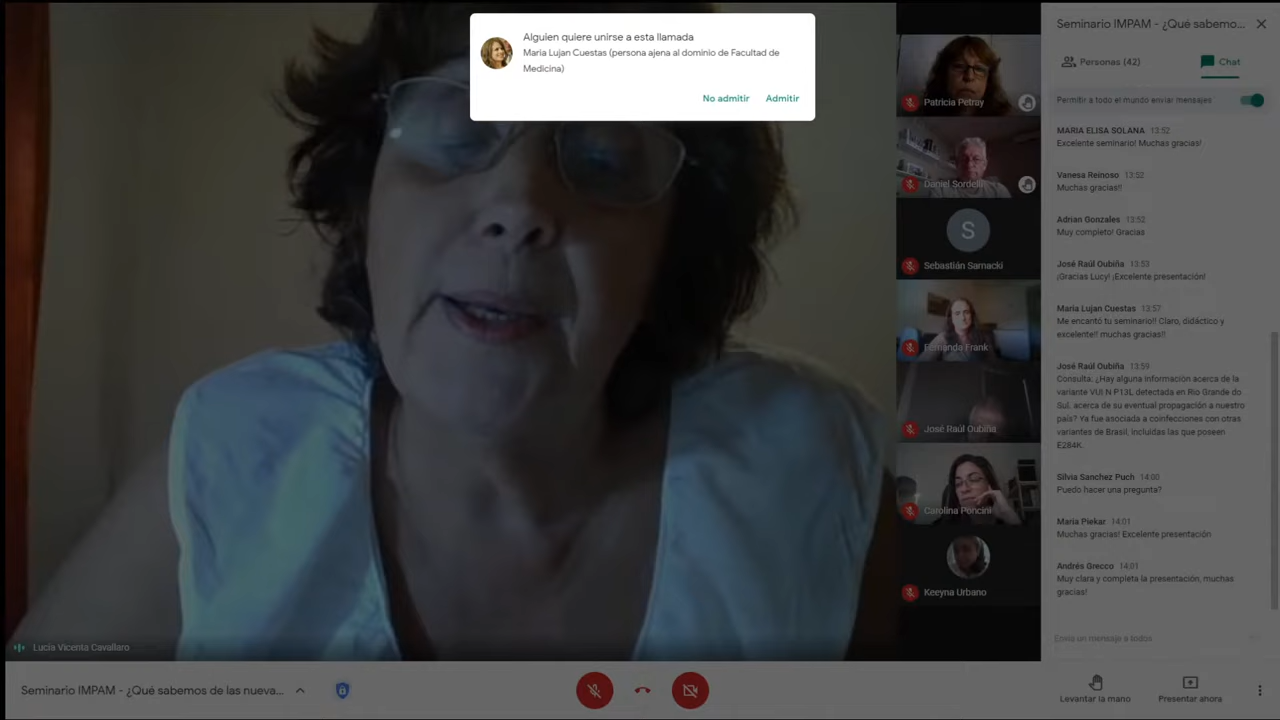 Alguien quiere unirse a esta llamada
Maria Lujan Cuestas (persona ajena al dominio de Facultad de
Medicina)
No admitir
Admitir
Patricia Petray
Daniel Sordelli
S
Sebastián Sarnacki
Fernanda Frank
José Raúl Oubiña
Carolina Poncini
Keeyna Urbano
Lucía Vicenta Cavallaro
Seminario IMPAM - ¿Qué sabemo...
Personas (42)
Chat
Permitir a todo el mundo enviar mensajes
MARIA ELISA SOLANA 13:52
Excelente seminario! Muchas gracias!
Vanesa Reinoso 13:52
Muchas gracias!!
Adrian Gonzales 13:52
Muy completo! Gracias
José Raúl Oubiña 13:53
¡Gracias Lucy! ¡Excelente presentación!
Maria Lujan Cuestas 13:57
Me encantó tu seminario!! Claro, didáctico y
excelente!! muchas gracias!!
José Raúl Oubiña 13:59
Consulta: ¿Hay alguna información acerca de la
variante VUI N P13L detectada en Rio Grande do
Sul, acerca de su eventual propagación a nuestro
país? Ya fue asociada a coinfecciones con otras
variantes de Brasil, incluidas las que poseen
E284K.
Silvia Sanchez Puch 14:00
Puedo hacer una pregunta?
María Piekar 14:01
Muchas gracias! Excelente presentación
Andrés Grecco 14:01
Muy clara y completa la presentación, muchas
gracias!
Envía un mensaje a todos
Seminario IMPAM - ¿Qué sabemos de las nueva...
Levantar la mano
Presentar ahora